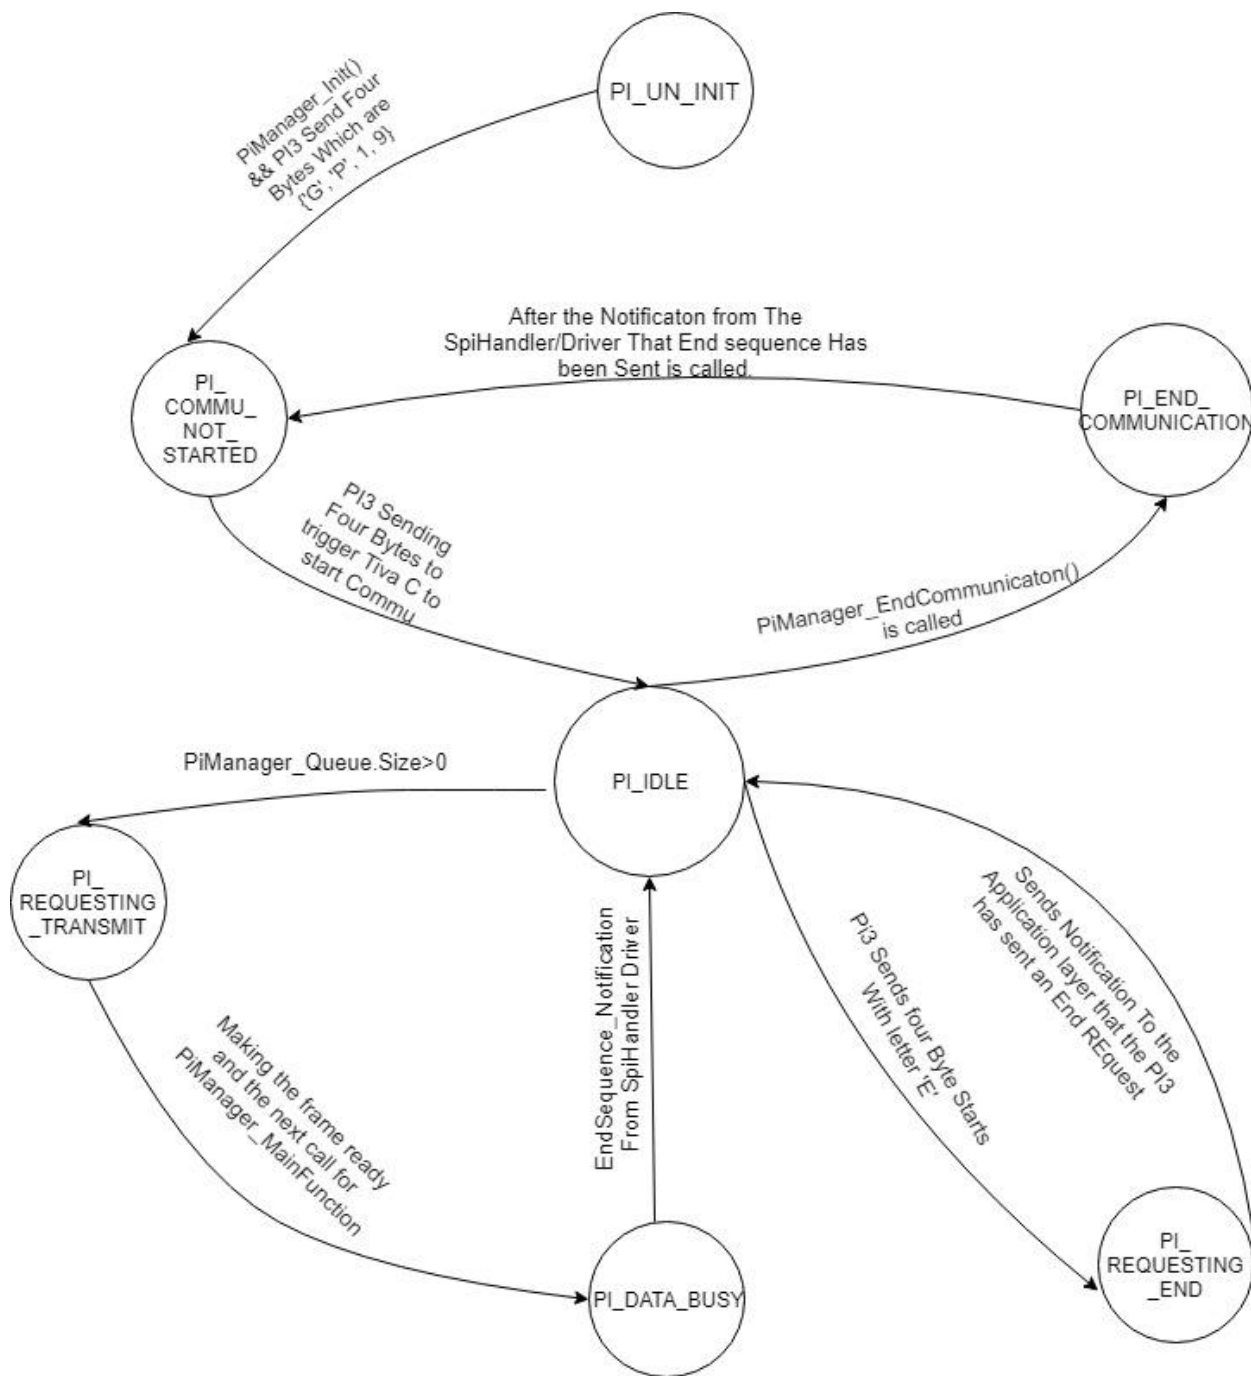 PI_UN_INIT
PiManager_Init()
&& PI3 Send Four
Bytes Which are
{'G', 'P', 1, 9}
After the Notificaton from The
SpiHandler/Driver That End sequence Has
been Sent is called.
PI_
COMMU_
NOT_
STARTED
PI_END_
COMMUNICATION
PI3 Sending
Four Bytes to
trigger Tiva C to
start Commu
PiManager_EndCommunicaton()
is called
PiManager_Queue.Size>0
PI_IDLE
PI_
REQUESTING
_TRANSMIT
Making the frame ready
and the next call for
PiManager_MainFunction
EndSequence_Notification
From SpiHandler Driver
Pi3 Sends four Byte Starts
With letter 'E'
Sends Notification To the
Application layer that the PI3
has sent an End REquest
PI_DATA_BUSY
PI_
REQUESTING
_END